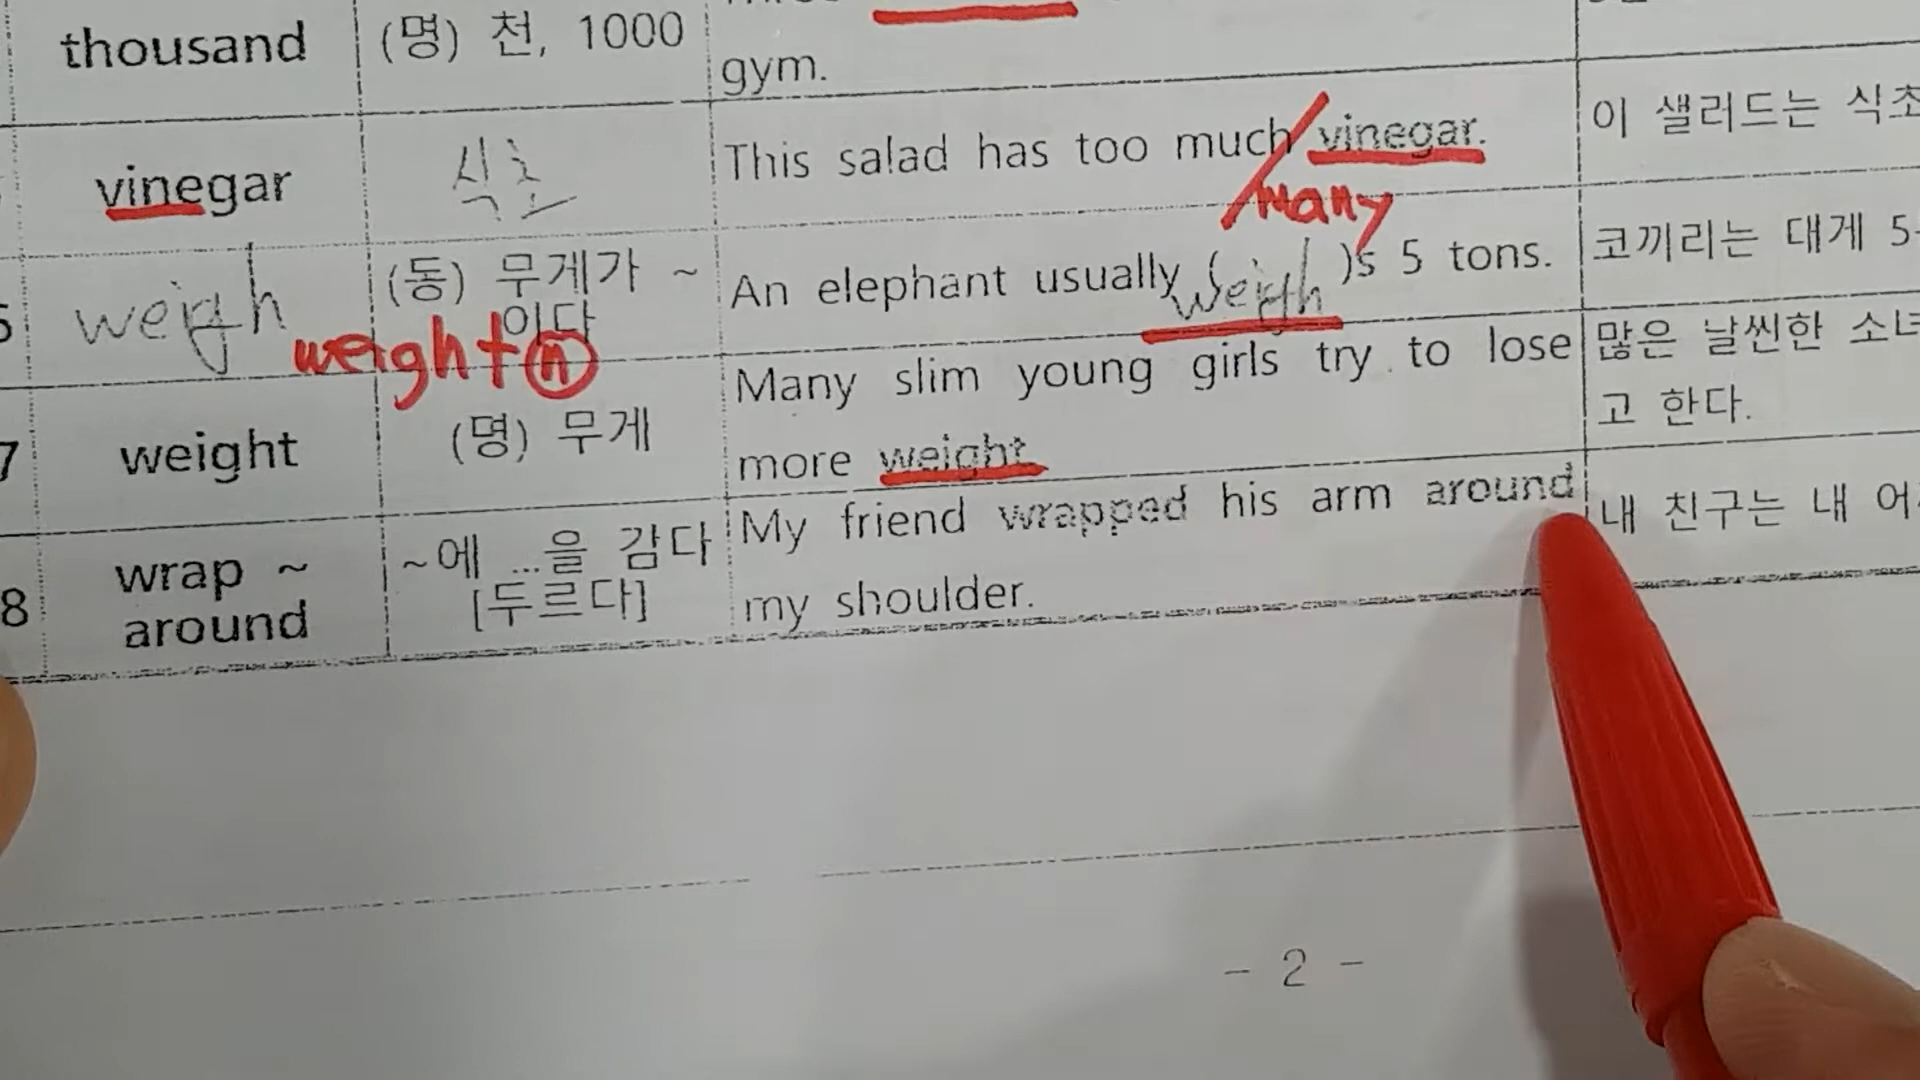 thousand
(명) 천, 1000
gym.
vinegar
식초
This salad has too much vinegar.
이 샐러드는 식초
many
weigh
(동) 무게가 ~
이다
An elephant usually ( weigh )s 5 tons.
코끼리는 대게 5
weight n
7
weight
(명) 무게
Many slim young girls try to lose
more weight
많은 날씬한 소녀
고 한다.
8
wrap ~
around
~에 ...을 감다
[두르다]
My friend wrapped his arm around
my shoulder.
내 친구는 내 어
- 2 -